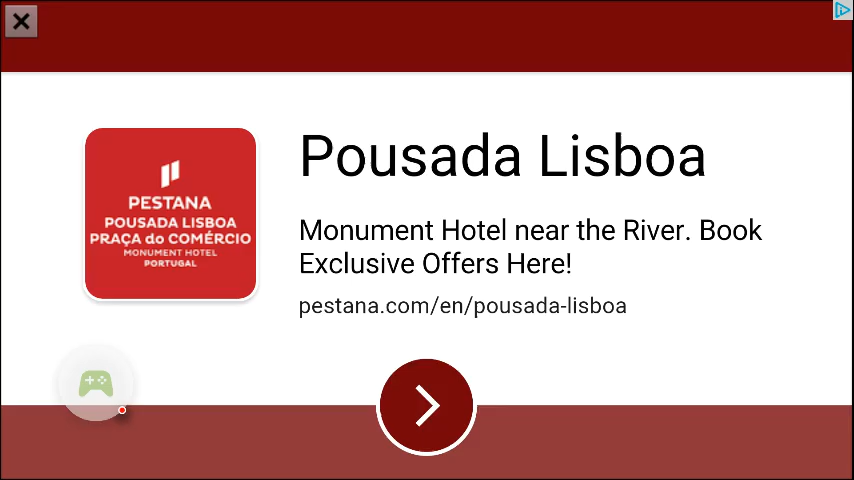 Pousada Lisboa
PESTANA
POUSADA LISBOA
PRAÇA do COMÉRCIO
MONUMENT HOTEL
PORTUGAL
Monument Hotel near the River. Book
Exclusive Offers Here!
pestana.com/en/pousada-lisboa